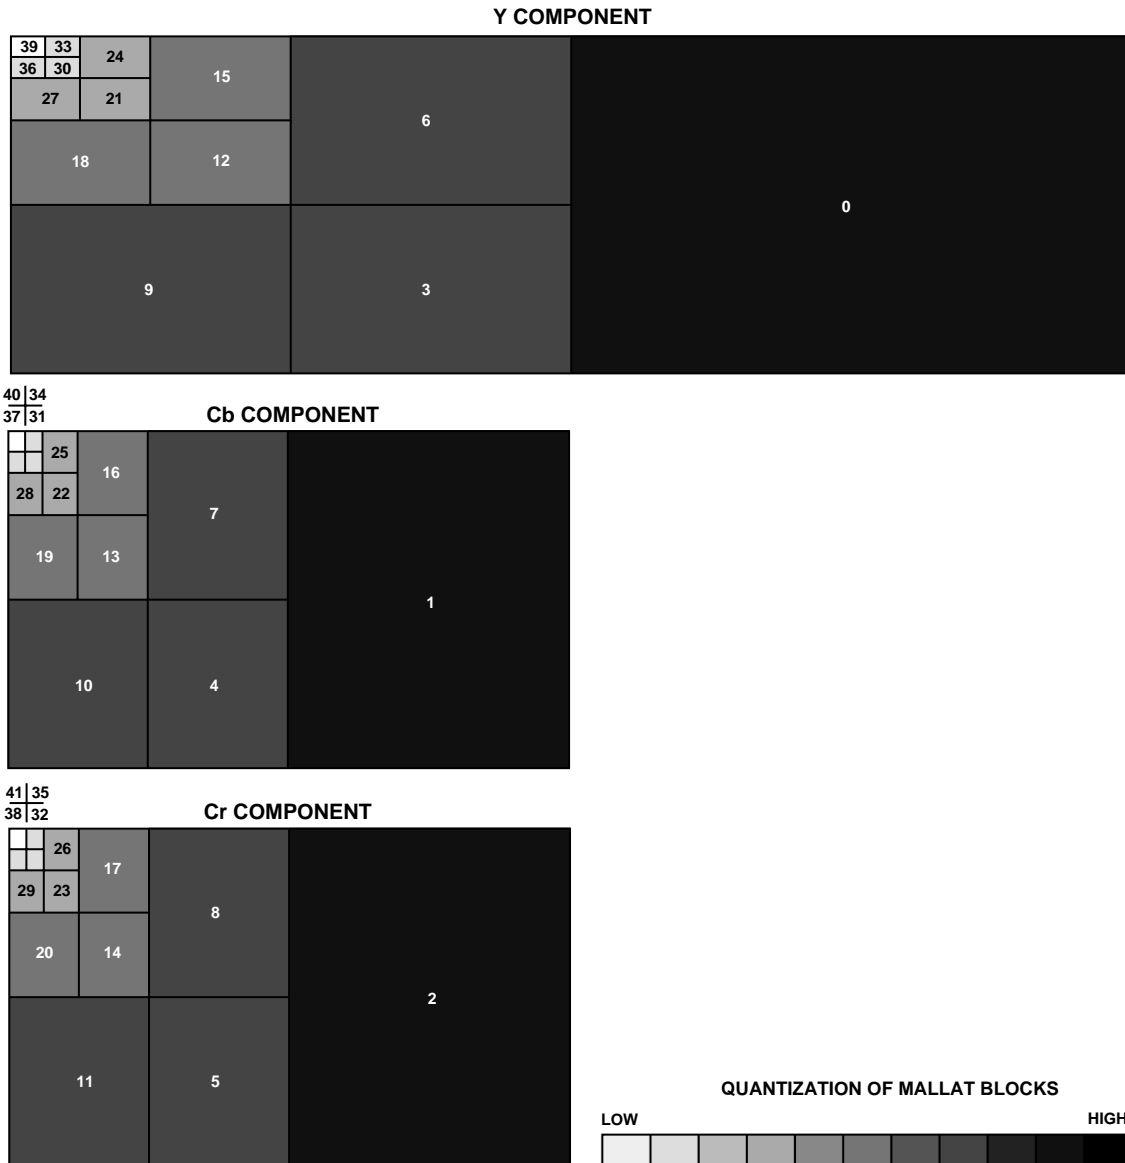 Y COMPONENT
39 33 24 15
36 30
27 21 6
18 12
0
9 3
40 34
37 31 Cb COMPONENT
25 16
28 22 7
19 13
1
10 4
41 35
38 32 Cr COMPONENT
26 17
29 23 8
20 14
2
11 5
QUANTIZATION OF MALLAT BLOCKS
LOW HIGH